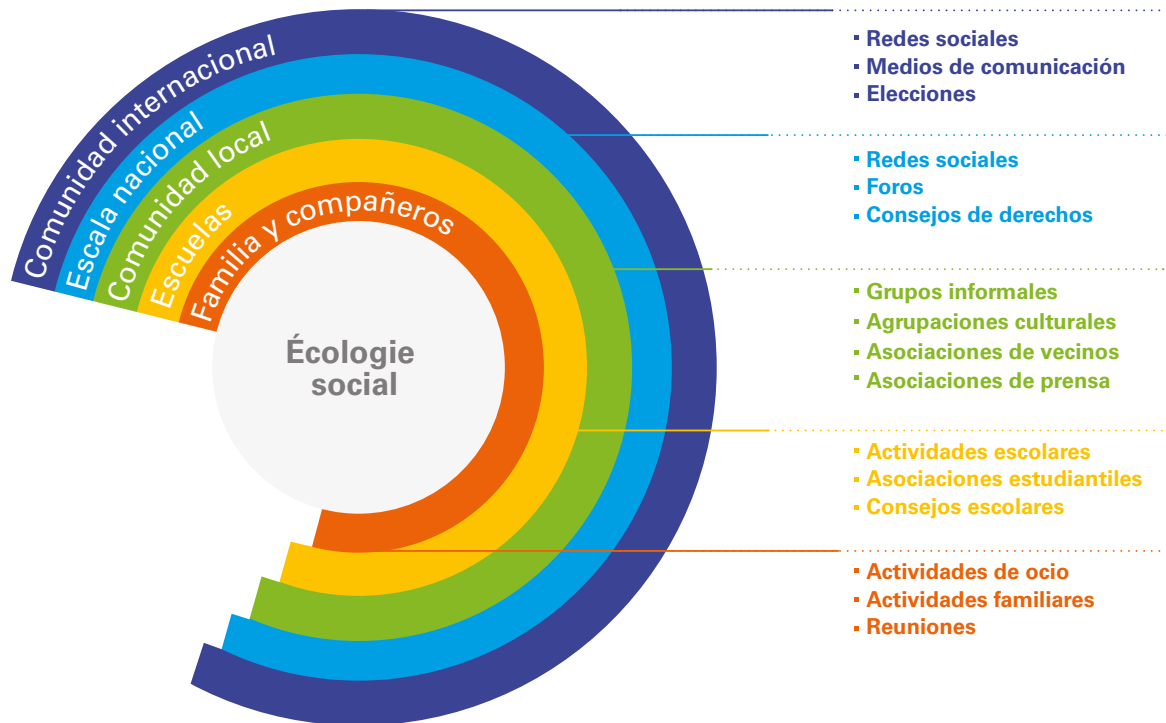 Comunidad internacional
Escala nacional
Comunidad local
Escuelas
Familia y compañeros
Écologie
social
▪ Redes sociales
▪ Medios de comunicación
▪ Elecciones
▪ Redes sociales
▪ Foros
▪ Consejos de derechos
▪ Grupos informales
▪ Agrupaciones culturales
▪ Asociaciones de vecinos
▪ Asociaciones de prensa
▪ Actividades escolares
▪ Asociaciones estudiantiles
▪ Consejos escolares
▪ Actividades de ocio
▪ Actividades familiares
▪ Reuniones